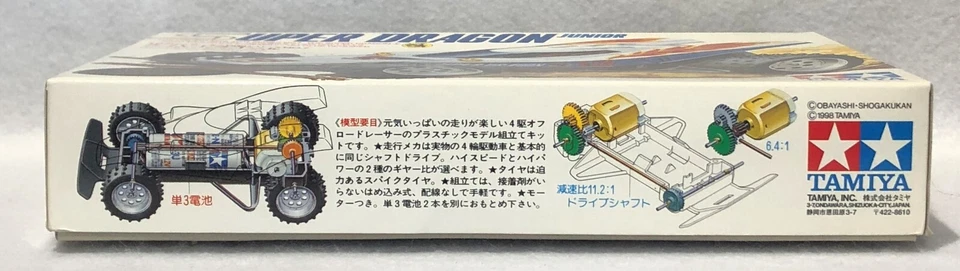 UPER DRAGON JUNIOR
〈模型要目〉元気いっぱいの走りが楽しい4駆オフ
ロードレーサーのプラスチックモデル組立てキッ
トです。★走行メカは実物の4輪駆動車と基本的
に同じシャフトドライブ。ハイスピードとハイパ
ワーの2種のギヤー比が選べます。★タイヤは迫
力あるスパイクタイヤ。★組立ては、接着剤がい
らないはめ込み式、配線なしで手軽です。★モー
ターつき。単3電池2本を別におもとめ下さい。
単3電池
減速比11.2:1
ドライブシャフト
6.4:1
©OBAYASHI・SHOGAKUKAN
©1998 TAMIYA
TAMIYA
TAMIYA, INC. 株式会社タミヤ
3-7, ONDAWARA, SHIZUOKA-CITY, JAPAN.
静岡市恩田原3-7 〒422-8610